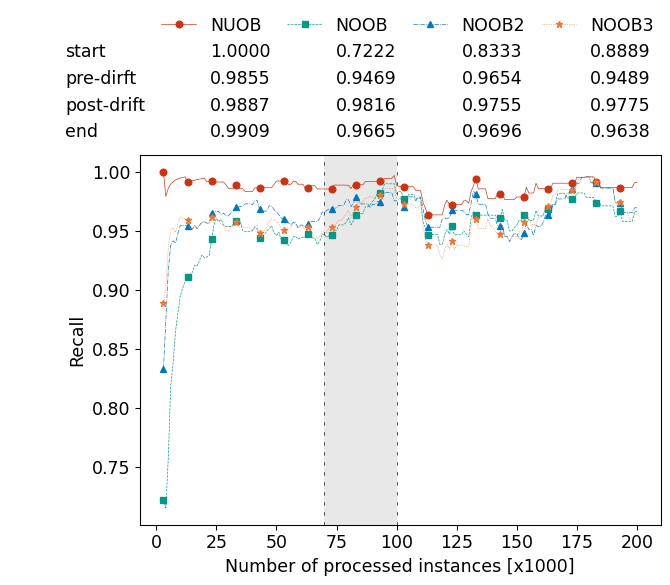 NUOB NOOB NOOB2 NOOB3
start 1.0000 0.7222 0.8333 0.8889
pre-dirft 0.9855 0.9469 0.9654 0.9489
post-drift 0.9887 0.9816 0.9755 0.9775
end 0.9909 0.9665 0.9696 0.9638
1.00
0.95
0.90
0.85
0.80
0.75
Recall
0 25 50 75 100 125 150 175 200
Number of processed instances [x1000]